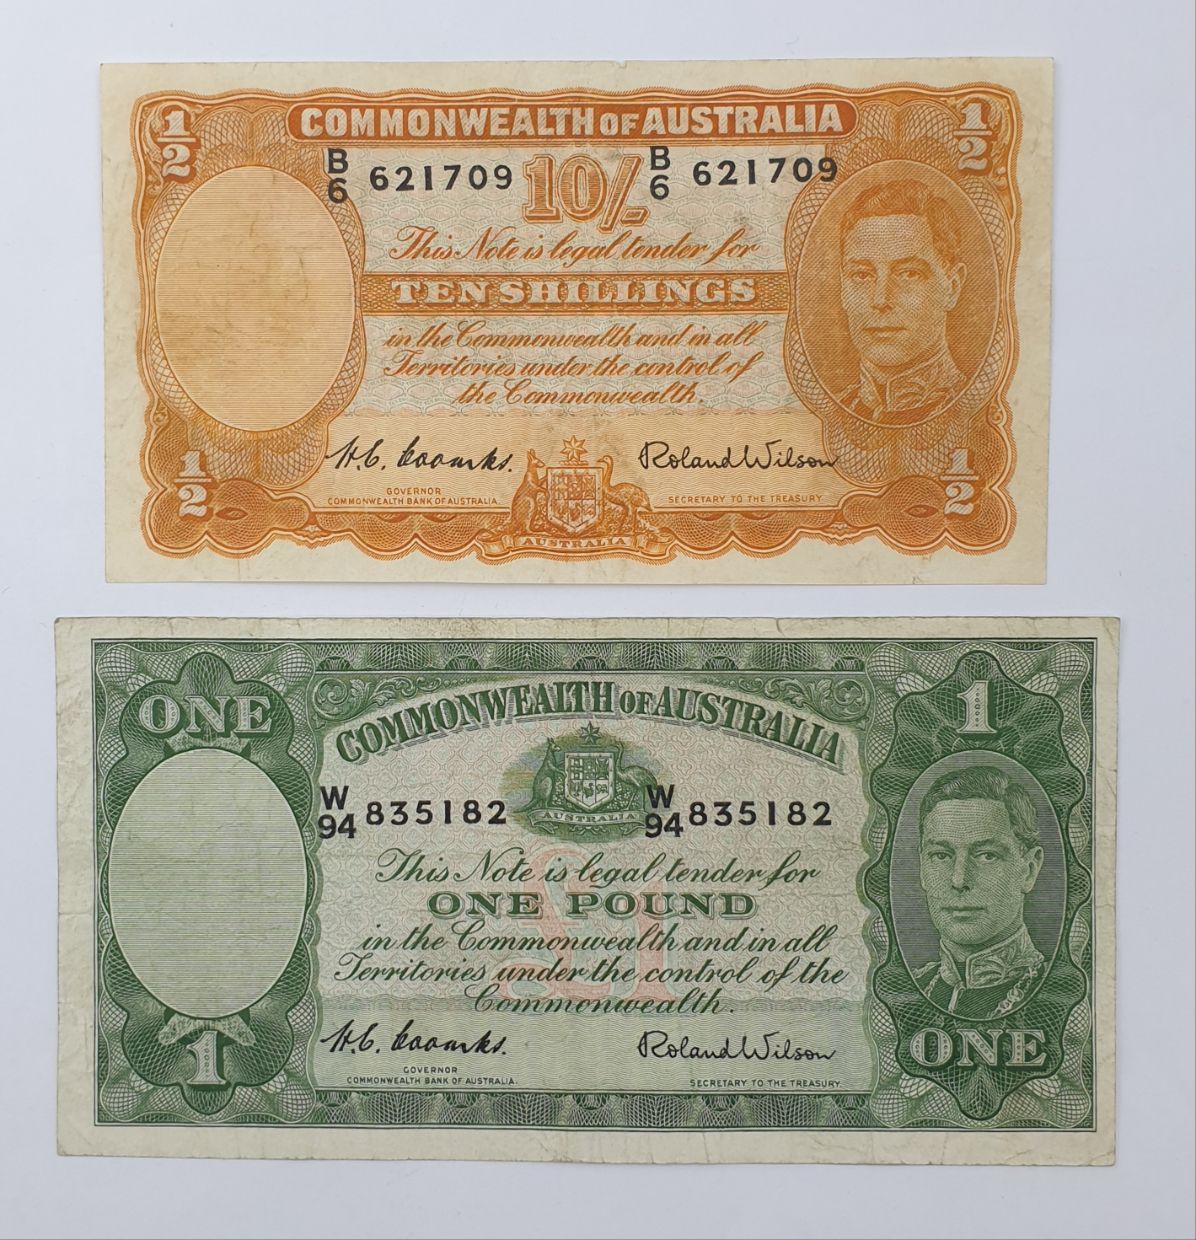 1/2 COMMONWEALTH OF AUSTRALIA 1/2
B/6 621709 10/- B/6 621709
This Note is legal tender for
TEN SHILLINGS
in the Commonwealth and in all
Territories under the control of
the Commonwealth.
H.C. Coombs. Roland Wilson
1/2 GOVERNOR 1/2
COMMONWEALTH BANK OF AUSTRALIA. SECRETARY TO THE TREASURY
AUSTRALIA
ONE COMMONWEALTH OF AUSTRALIA 1
AUSTRALIA
W/94 835182 W/94 835182
£1
This Note is legal tender for
ONE POUND
in the Commonwealth and in all
Territories under the control of the
Commonwealth.
H.C. Coombs. Roland Wilson
1 GOVERNOR ONE
COMMONWEALTH BANK OF AUSTRALIA. SECRETARY TO THE TREASURY.